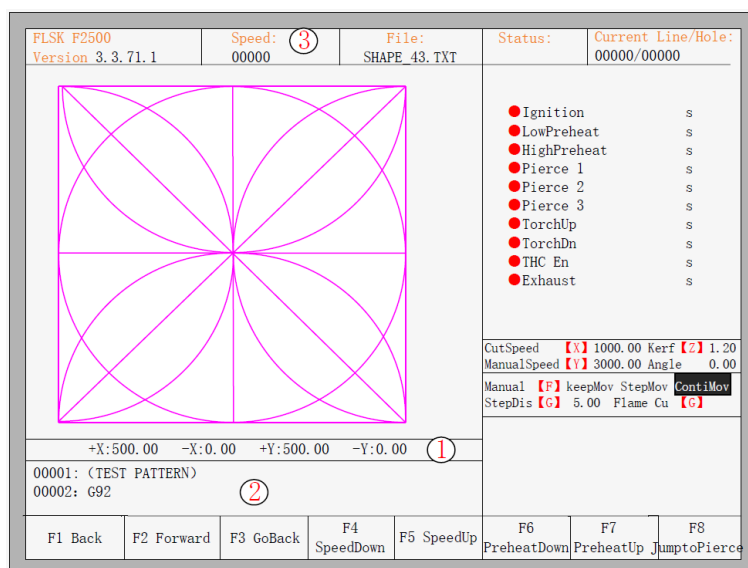 FLSK F2500
Version 3.3.71.1
Speed:
00000
③
File:
SHAPE_43.TXT
Status:
Current Line/Hole:
00000/00000
Ignition s
LowPreheat s
HighPreheat s
Pierce 1 s
Pierce 2 s
Pierce 3 s
TorchUp s
TorchDn s
THC En s
Exhaust s
CutSpeed 【X】 1000.00 Kerf【Z】1.20
ManualSpeed【Y】3000.00 Angle 0.00
Manual 【F】keepMov StepMov ContiMov
StepDis【G】 5.00 Flame Cu 【G】
+X:500.00 -X:0.00 +Y:500.00 -Y:0.00 ①
00001: (TEST PATTERN)
00002: G92
②
F1 Back
F2 Forward
F3 GoBack
F4
SpeedDown
F5 SpeedUp
F6
PreheatDown
F7
PreheatUp
F8
JumptoPierce